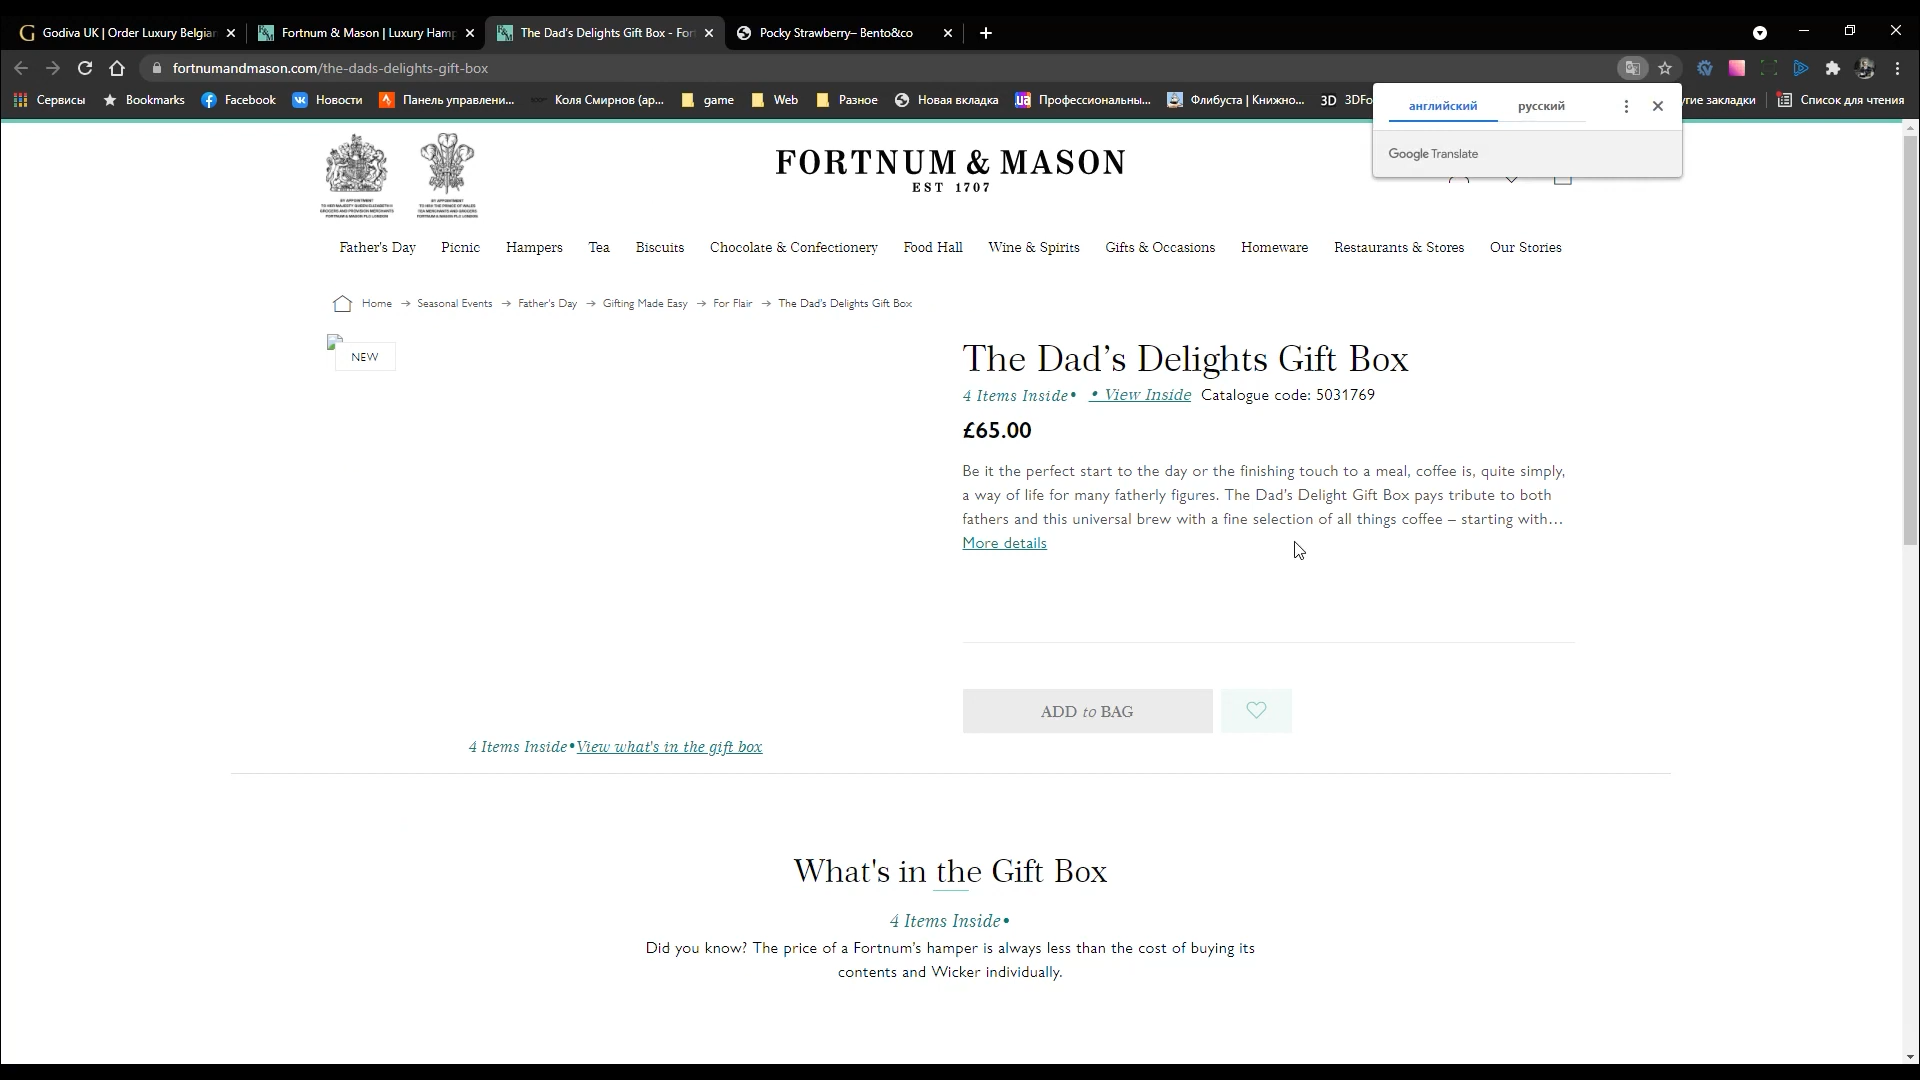 Godiva UK | Order Luxury Belgian
Fortnum & Mason | Luxury Hamp
The Dad's Delights Gift Box - For
Pocky Strawberry– Bento&co
fortnumandmason.com/the-dads-delights-gift-box
Сервисы
Bookmarks
Facebook
Новости
Панель управлени...
Коля Смирнов (ар...
game
Web
Разное
Новая вкладка
Профессиональны...
Флибуста | Книжно...
3DFo
гие закладки
Список для чтения
английский
русский
Google Translate
FORTNUM & MASON
EST 1707
Father's Day
Picnic
Hampers
Tea
Biscuits
Chocolate & Confectionery
Food Hall
Wine & Spirits
Gifts & Occasions
Homeware
Restaurants & Stores
Our Stories
Home → Seasonal Events → Father's Day → Gifting Made Easy → For Flair → The Dad's Delights Gift Box
NEW
The Dad’s Delights Gift Box
4 Items Inside• • View Inside Catalogue code: 5031769
£65.00
Be it the perfect start to the day or the finishing touch to a meal, coffee is, quite simply,
a way of life for many fatherly figures. The Dad's Delight Gift Box pays tribute to both
fathers and this universal brew with a fine selection of all things coffee – starting with...
More details
ADD to BAG
4 Items Inside•View what's in the gift box
What's in the Gift Box
4 Items Inside•
Did you know? The price of a Fortnum’s hamper is always less than the cost of buying its
contents and Wicker individually.